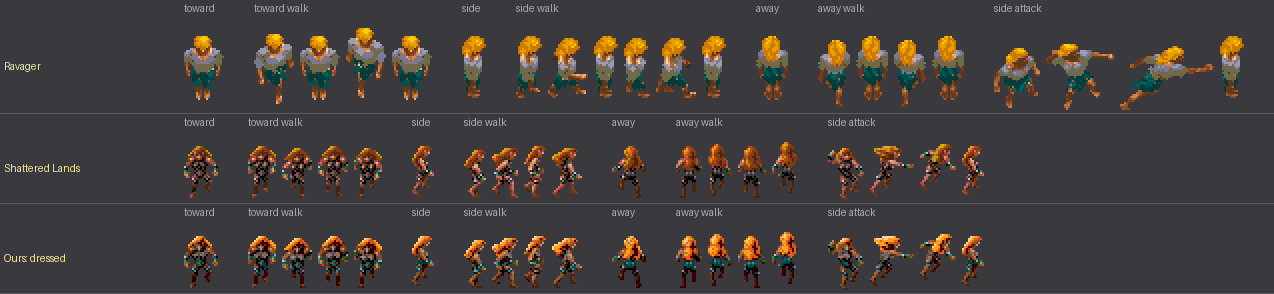 toward toward walk side side walk away away walk side attack
Ravager
toward toward walk side side walk away away walk side attack
Shattered Lands
toward toward walk side side walk away away walk side attack
Ours: dressed